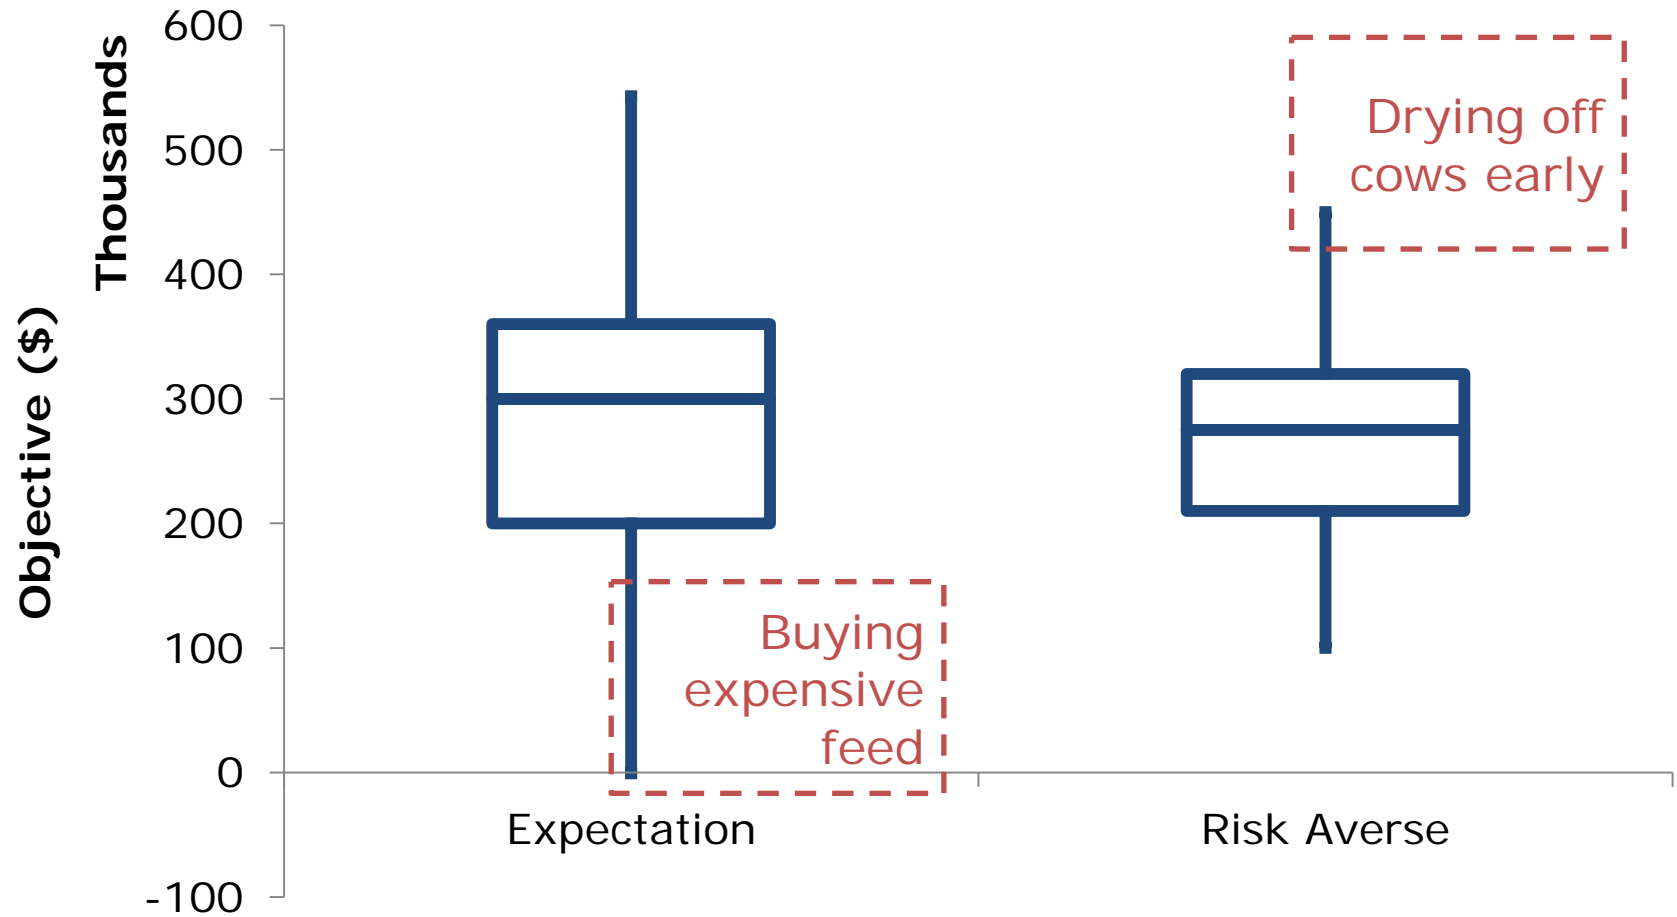 Objective ($)
Thousands
600
500
400
300
200
100
0
-100
Drying off
cows early
Buying
expensive
feed
Expectation
Risk Averse